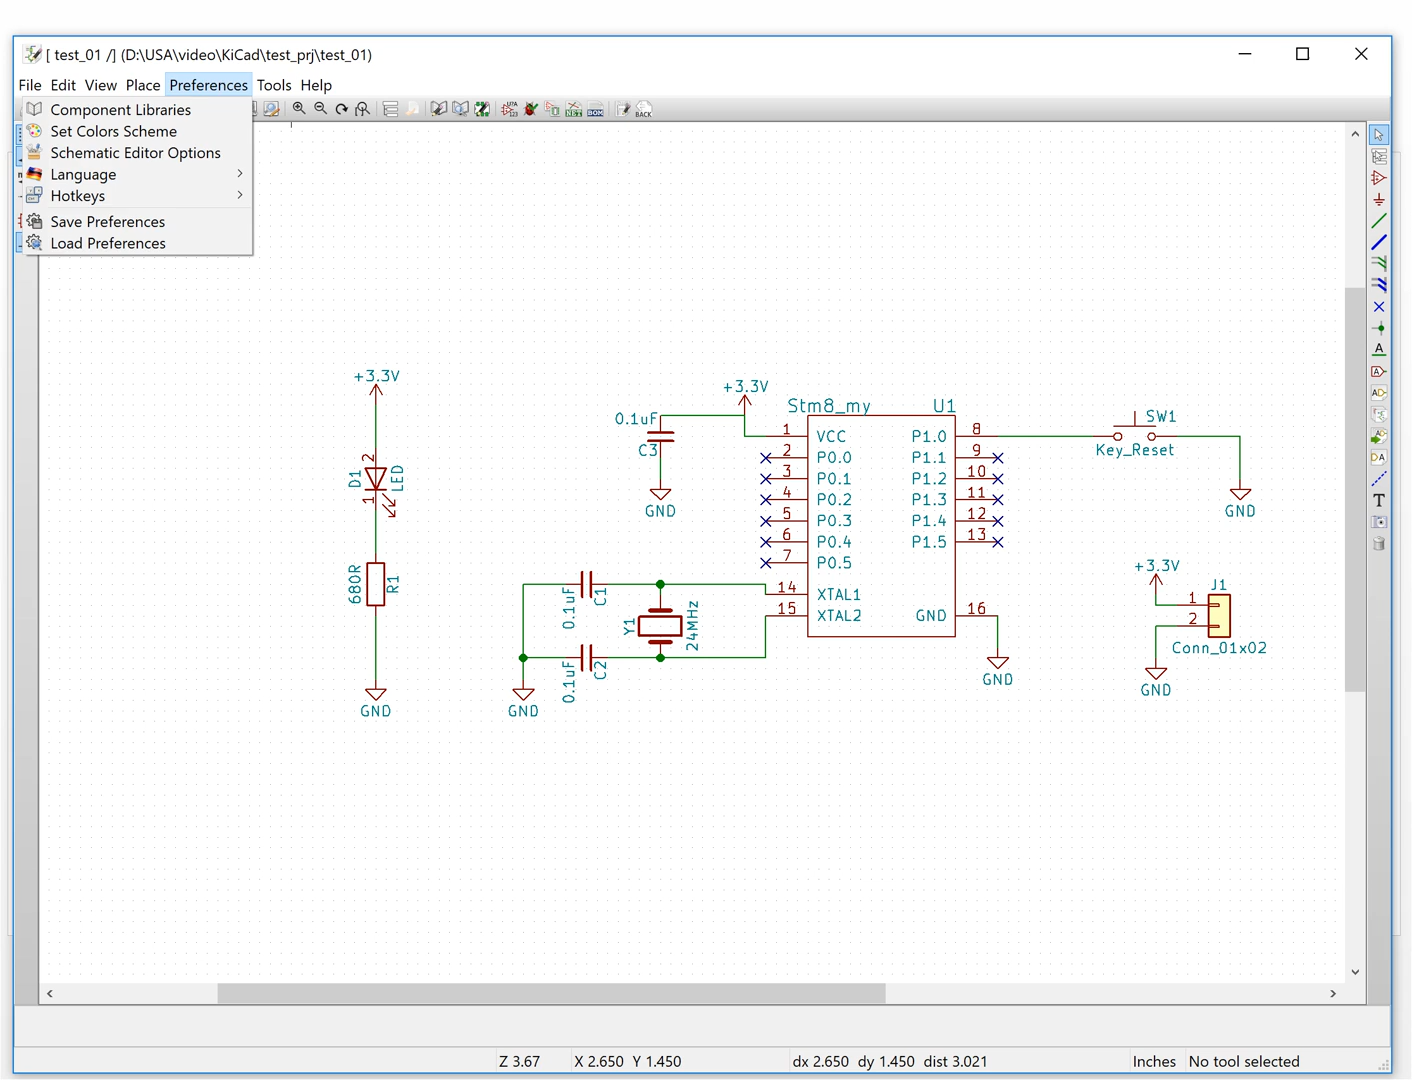 [ test_01 /] (D:\USA\video\KiCad\test_prj\test_01)
File Edit View Place Preferences Tools Help
Component Libraries
Set Colors Scheme
Schematic Editor Options
Language
Hotkeys
Save Preferences
Load Preferences
BACK
+3.3V
D1
LED
2
1
680R
R1
GND
0.1uF
C3
GND
+3.3V
Stm8_my U1
1 VCC P1.0 8
2 P0.0 P1.1 9
3 P0.1 P1.2 10
4 P0.2 P1.3 11
5 P0.3 P1.4 12
6 P0.4 P1.5 13
7 P0.5
14 XTAL1
15 XTAL2 GND 16
GND
0.1uF
C1
Y1
24MHz
0.1uF
C2
GND
SW1
Key_Reset
GND
+3.3V
J1
1
2
Conn_01x02
GND
A
T
Z 3.67 X 2.650 Y 1.450 dx 2.650 dy 1.450 dist 3.021 Inches No tool selected